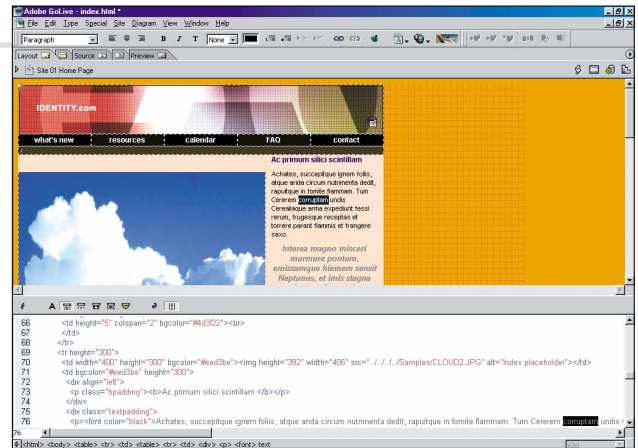 Adobe GoLive - index.html *
File Edit Type Special Site Diagram View Window Help
Paragraph B I T None
Layout Source Preview
Site 01 Home Page
IDENTITY.com
what's new resources calendar FAQ contact
Ac primum silici scintillam
Achates, succepitque ignem foliis,
atque arida circum nutrimenta dedit,
rapuitque in fomite flammam. Tum
Cererem corruptam undis
Cerealiaque arma expediunt fessi
rerum, frugesque receptas et
torrere parant flammis et frangere
saxo.
Interea magno misceri
murmure pontum,
emissamque hiemem sensit
Neptunus, et imis stagna
66 <td height="5" colspan="2" bgcolor="#4d3f22"><br>
67 </td>
68 </tr>
69 <tr height="300">
70 <td width="400" height="300" bgcolor="#eed3be"><img height="392" width="406" src="../../../../Samples/CLOUD2.JPG" alt="Index placeholder"></td>
71 <td bgcolor="#eed3be" height="300">
72 <div align="left">
73 <p class="hpadding"><b>Ac primum silici scintillam </b></p>
74 </div>
75 <div class="textpadding">
76 <p><font color="black">Achates, succepitque ignem foliis, atque arida circum nutrimenta dedit, rapuitque in fomite flammam. Tum Cererem corruptam undis
76
<html> <body> <table> <tr> <td> <table> <tr> <td> <div> <p> <font> text